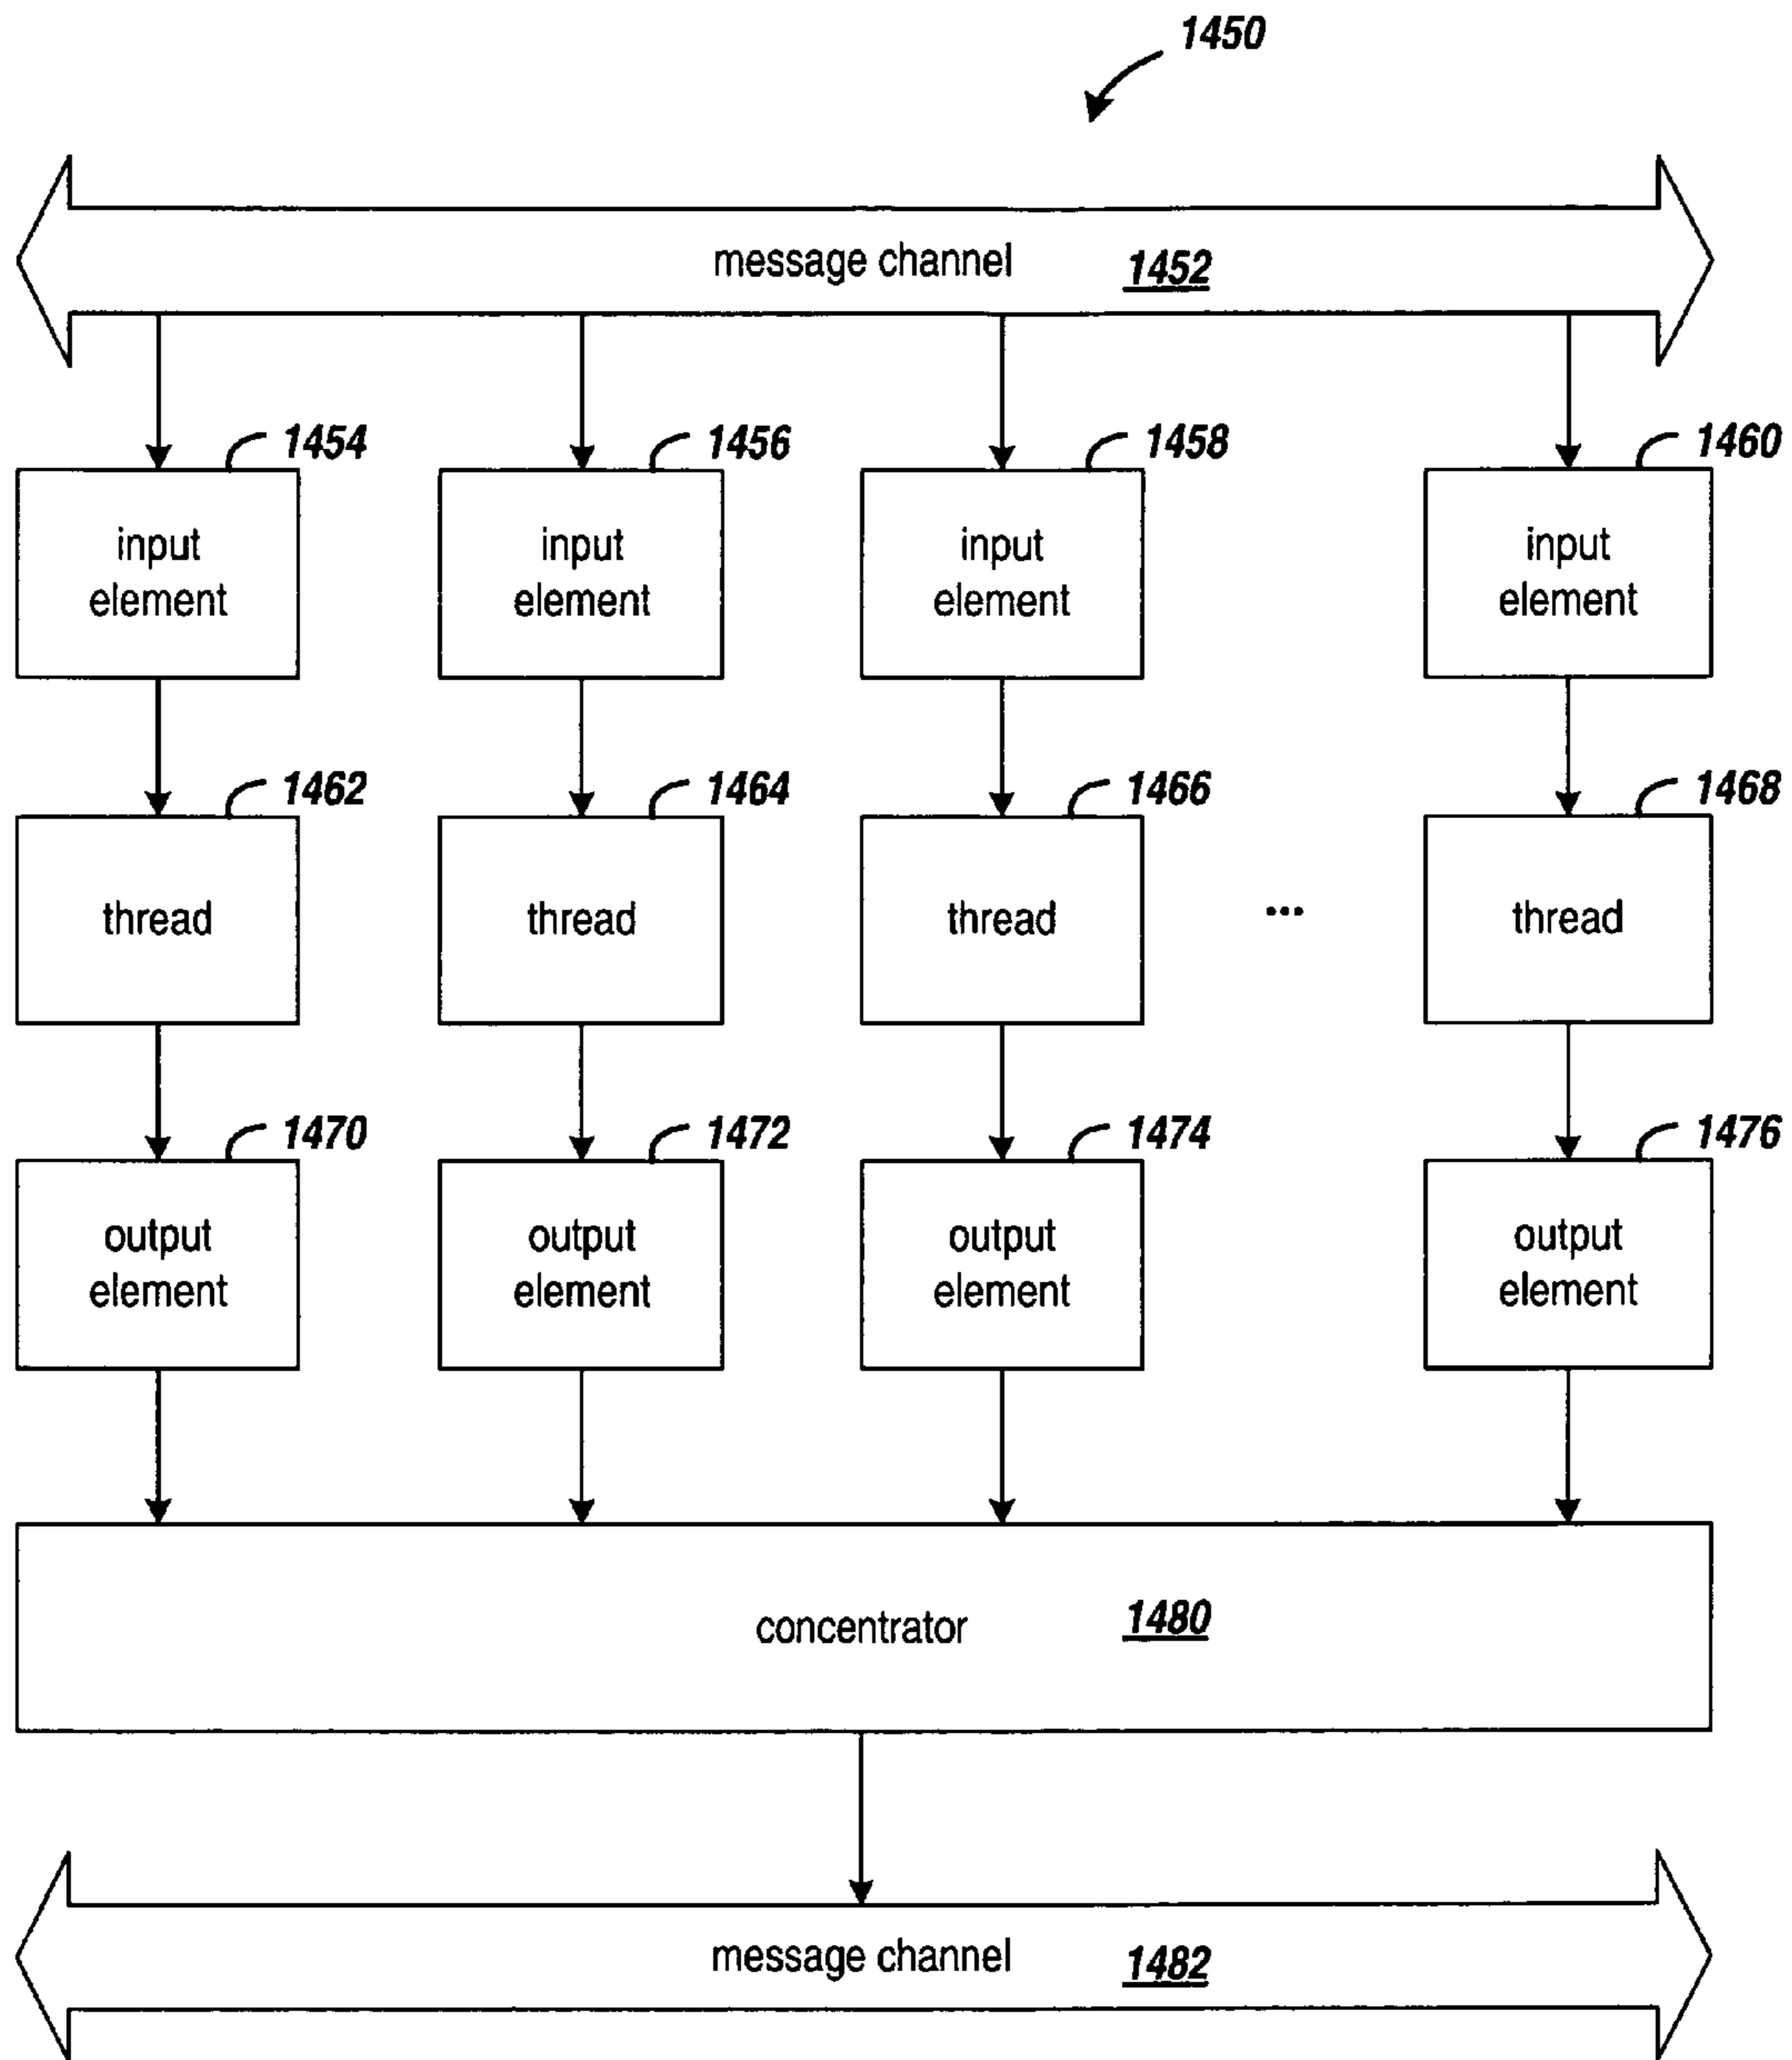 1450
message channel 1452
1454 1456 1458 1460
input element input element input element input element
1462 1464 1466 1468
thread thread thread ... thread
1470 1472 1474 1476
output element output element output element output element
concentrator 1480
message channel 1482